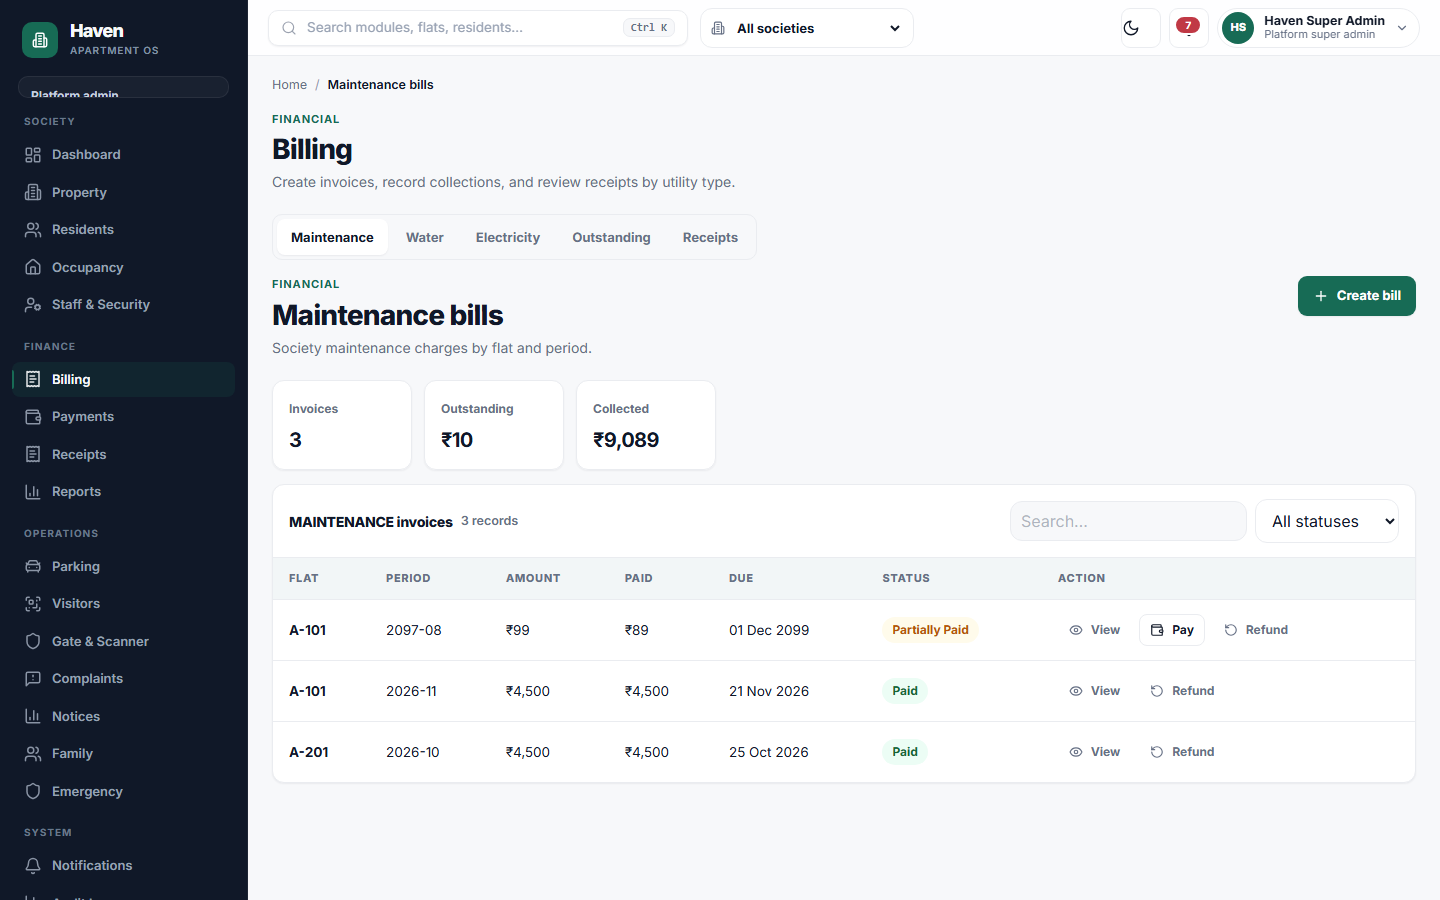 Haven
APARTMENT OS
Platform admin
SOCIETY
Dashboard
Property
Residents
Occupancy
Staff & Security
FINANCE
Billing
Payments
Receipts
Reports
OPERATIONS
Parking
Visitors
Gate & Scanner
Complaints
Notices
Family
Emergency
SYSTEM
Notifications
Search modules, flats, residents... Ctrl K
All societies
7
HS
Haven Super Admin
Platform super admin
Home / Maintenance bills
FINANCIAL
Billing
Create invoices, record collections, and review receipts by utility type.
Maintenance Water Electricity Outstanding Receipts
FINANCIAL
Maintenance bills
Society maintenance charges by flat and period.
+ Create bill
Invoices
3
Outstanding
₹10
Collected
₹9,089
MAINTENANCE invoices 3 records
Search...
All statuses
FLAT PERIOD AMOUNT PAID DUE STATUS ACTION
A-101 2097-08 ₹99 ₹89 01 Dec 2099 Partially Paid View Pay Refund
A-101 2026-11 ₹4,500 ₹4,500 21 Nov 2026 Paid View Refund
A-201 2026-10 ₹4,500 ₹4,500 25 Oct 2026 Paid View Refund